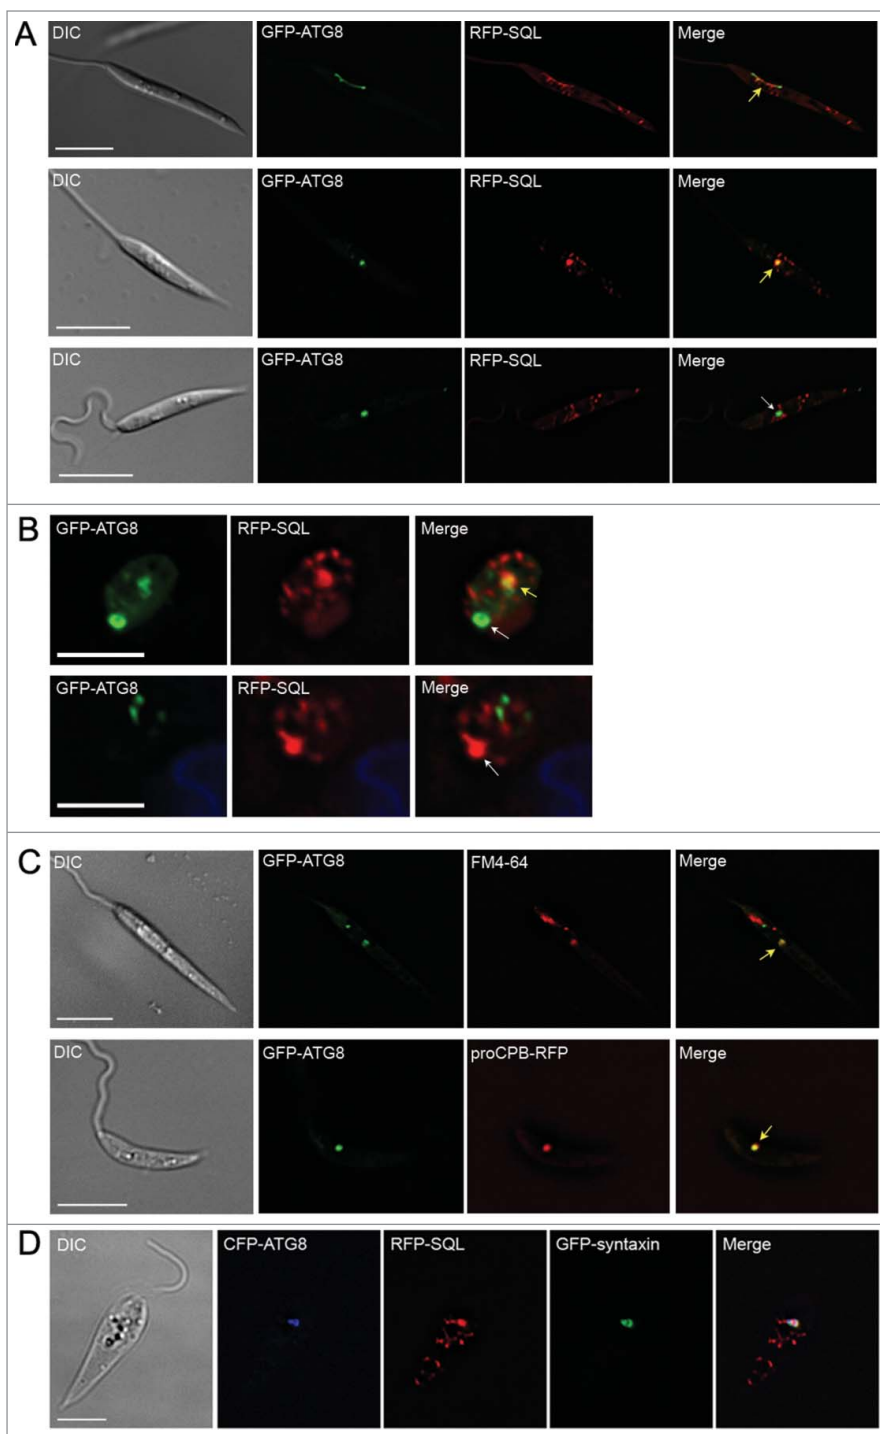 A
DIC GFP-ATG8 RFP-SQL Merge
DIC GFP-ATG8 RFP-SQL Merge
DIC GFP-ATG8 RFP-SQL Merge
B
GFP-ATG8 RFP-SQL Merge
GFP-ATG8 RFP-SQL Merge
C
DIC GFP-ATG8 FM4-64 Merge
DIC GFP-ATG8 proCPB-RFP Merge
D
DIC CFP-ATG8 RFP-SQL GFP-syntaxin Merge